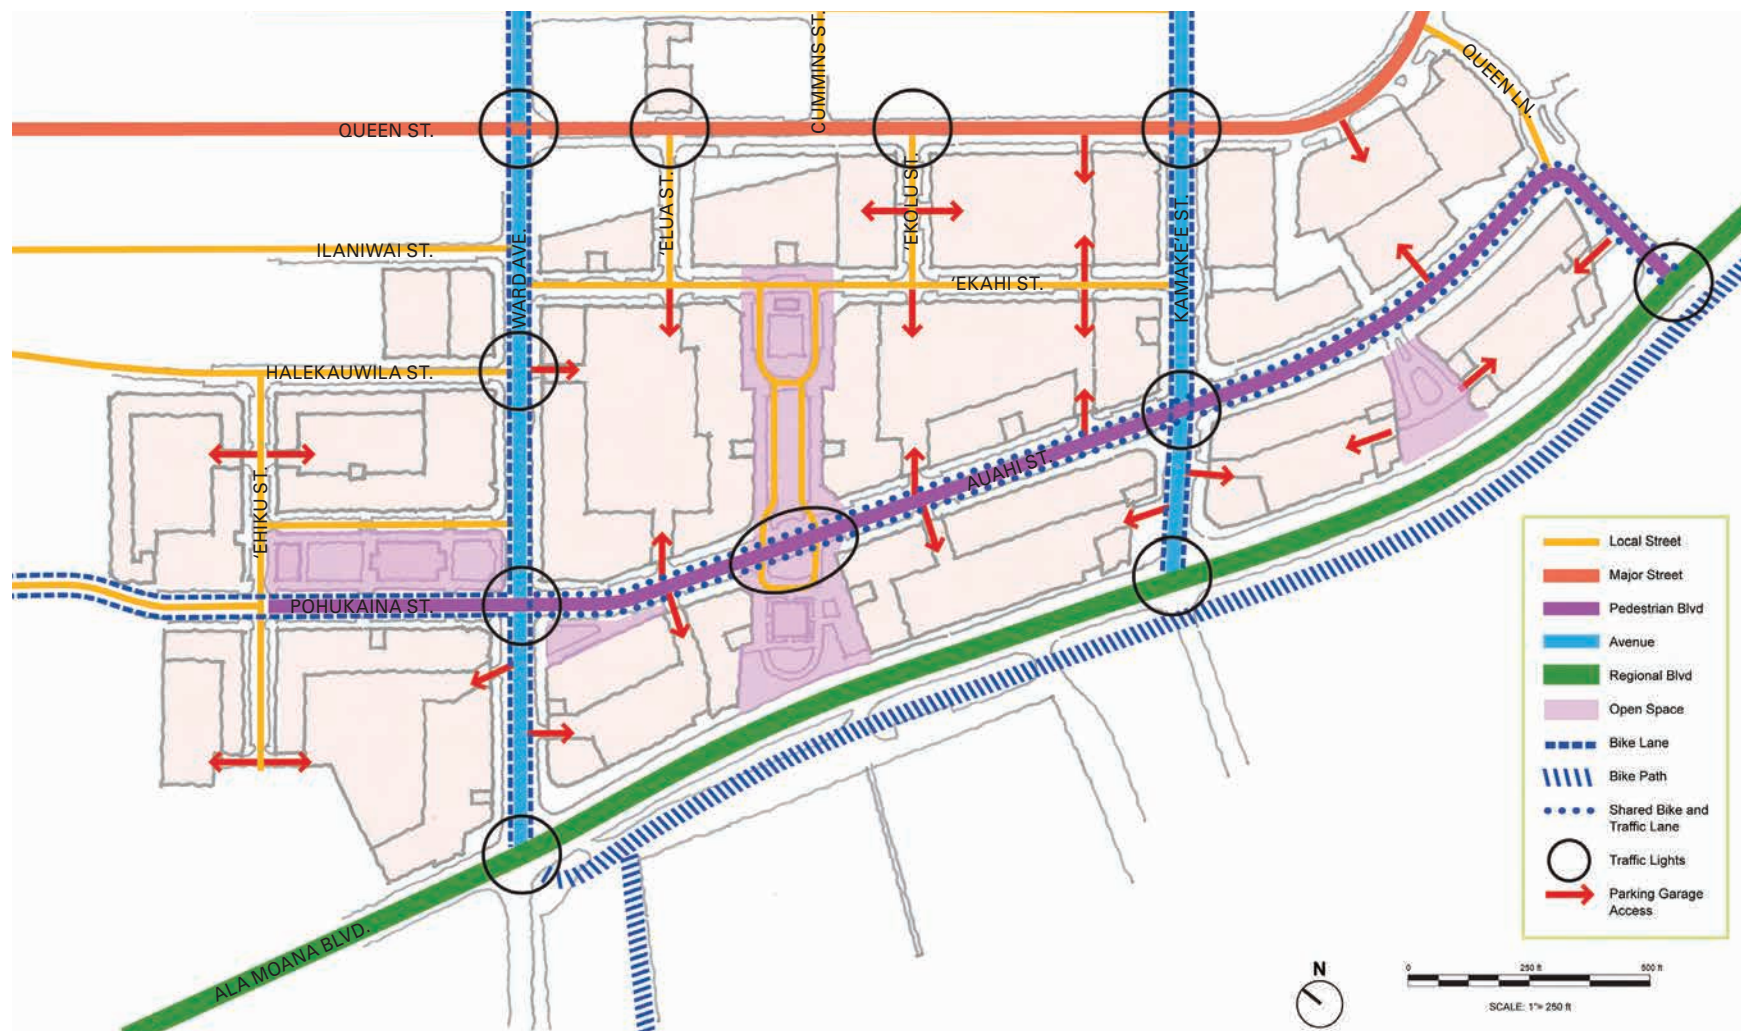 CUMMINS ST.
QUEEN LN.
QUEEN ST.
'ELUA ST.
'EKOLU ST.
ILANIWAI ST.
WARD AVE.
KAMAKE'E ST.
'EKAHI ST.
HALEKAUWILA ST.
'EHIKU ST.
AUAHI ST.
POHUKAINA ST.
ALA MOANA BLVD.
Local Street
Major Street
Pedestrian Blvd
Avenue
Regional Blvd
Open Space
Bike Lane
Bike Path
Shared Bike and
Traffic Lane
Traffic Lights
Parking Garage
Access
N
0 250 ft 500 ft
SCALE: 1"= 250 ft